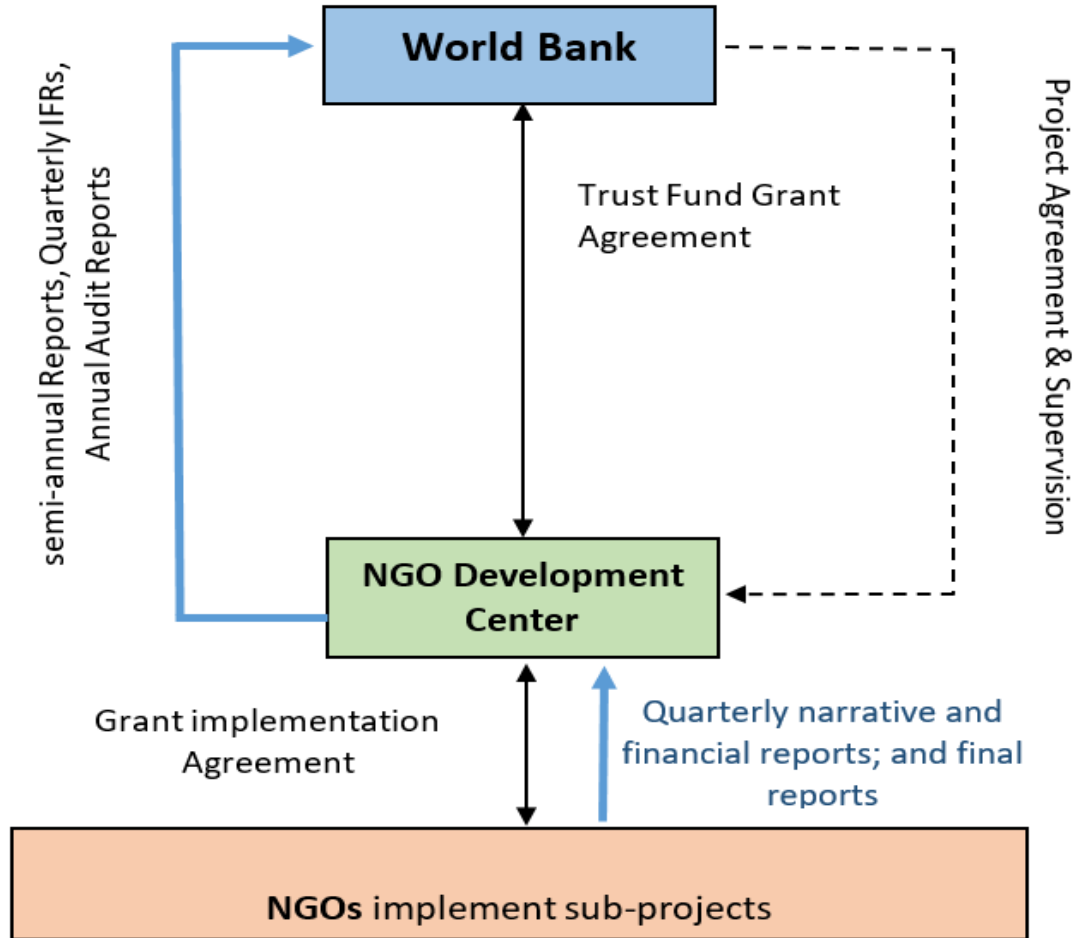 World Bank
semi-annual Reports, Quarterly IFRs,
Annual Audit Reports
Trust Fund Grant
Agreement
Project Agreement & Supervision
NGO Development
Center
Grant implementation
Agreement
Quarterly narrative and
financial reports; and final
reports
NGOs implement sub-projects